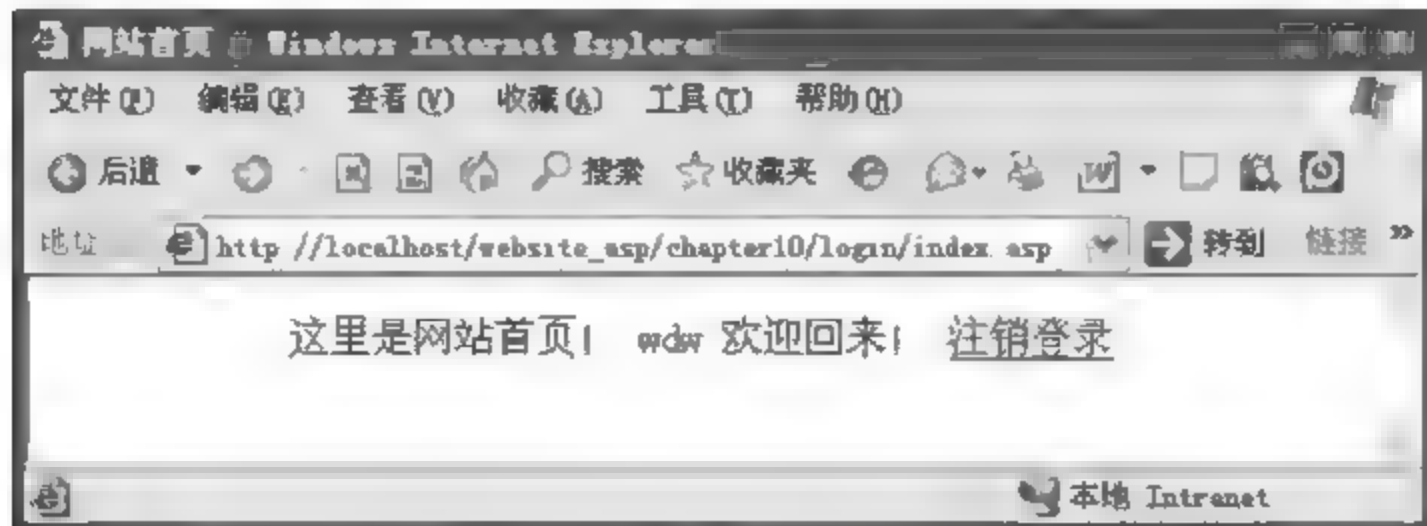 网站首页 - Windows Internet Explorer
文件(F) 编辑(E) 查看(V) 收藏(A) 工具(T) 帮助(H)
后退 搜索 收藏夹
地址 http://localhost/website_asp/chapter10/login/index.asp 转到 链接 »
这里是网站首页! wdw 欢迎回来! 注销登录
本地 Intranet